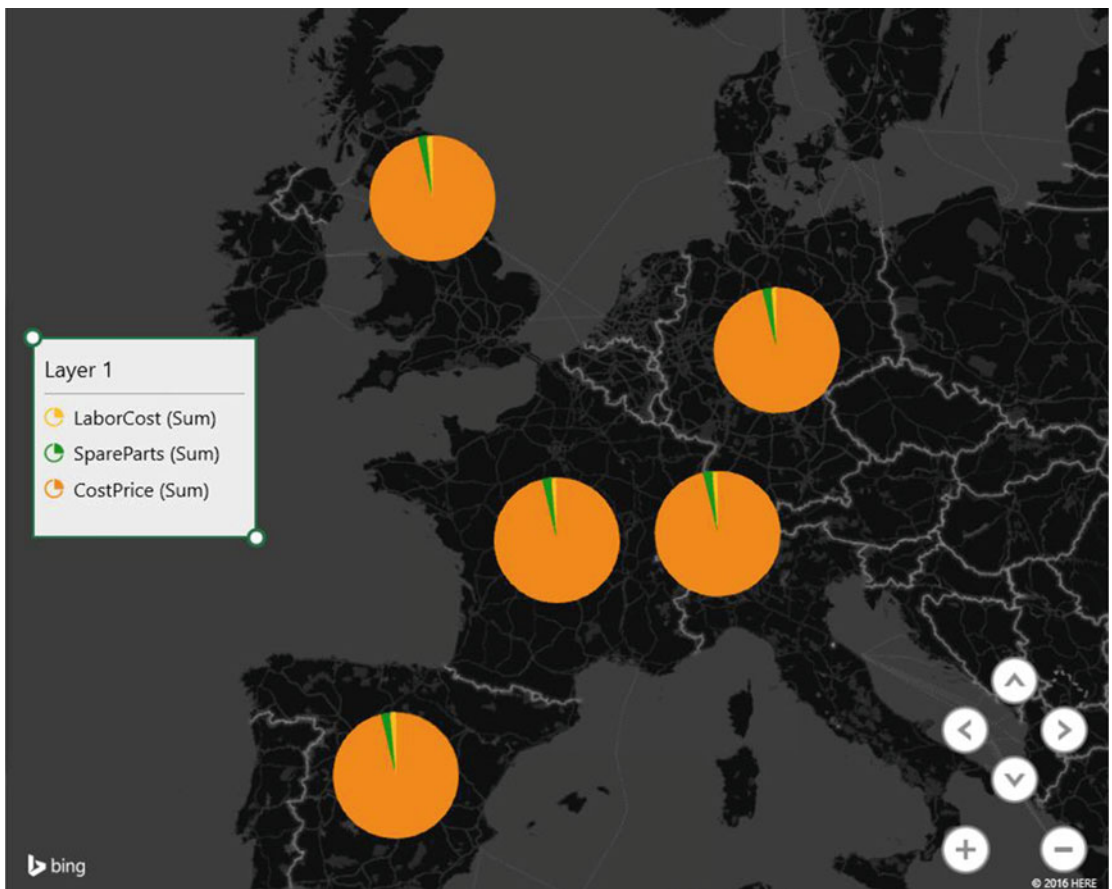 Layer 1
LaborCost (Sum)
SpareParts (Sum)
CostPrice (Sum)
bing
© 2016 HERE